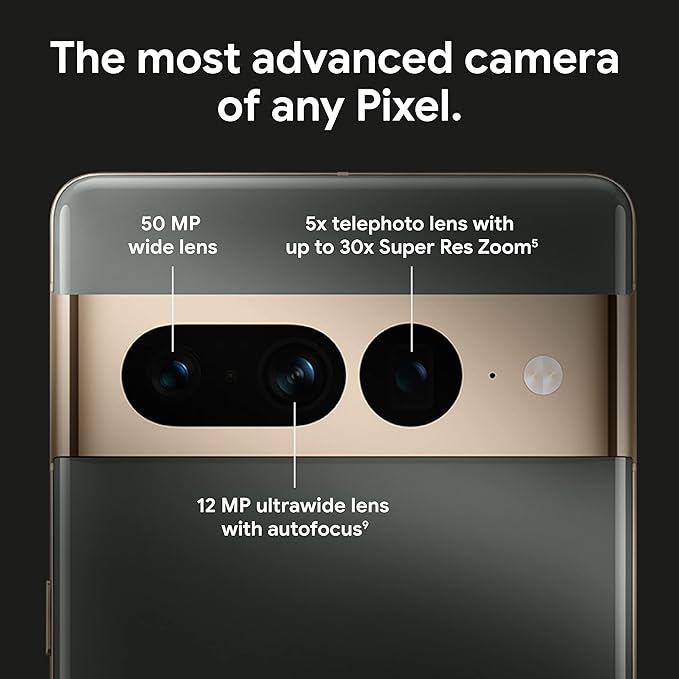 The most advanced camera
of any Pixel.
50 MP
wide lens
5x telephoto lens with
up to 30x Super Res Zoom⁵
12 MP ultrawide lens
with autofocus⁹